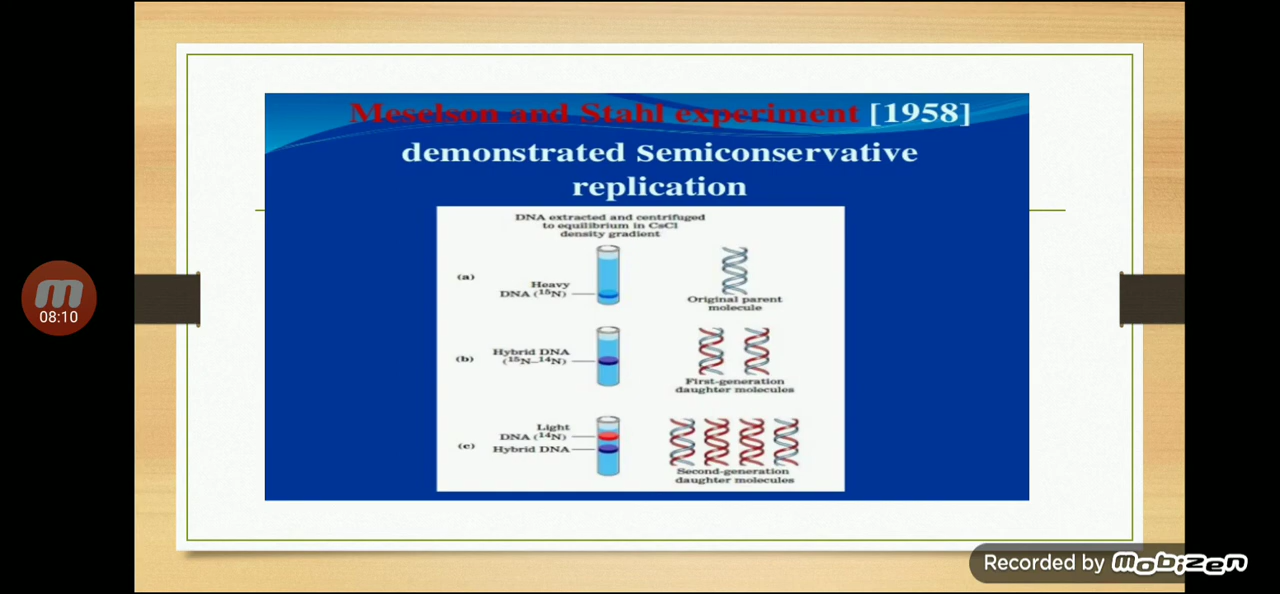 Meselson and Stahl experiment [1958]
demonstrated Semiconservative
replication
DNA extracted and centrifuged
to equilibrium in CsCl
density gradient
(a)
Heavy
DNA (¹⁵N)
Original parent
molecule
(b)
Hybrid DNA
(¹⁵N–¹⁴N)
First-generation
daughter molecules
(c)
Light
DNA (¹⁴N)
Hybrid DNA
Second-generation
daughter molecules
08:10
Recorded by mobizen